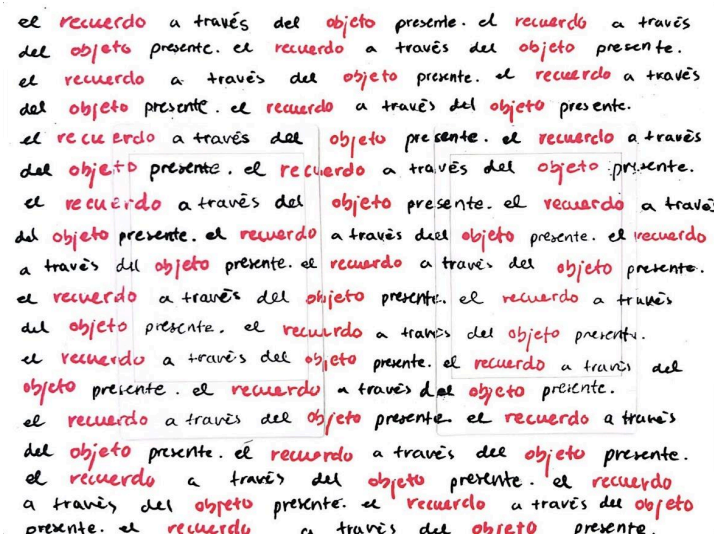 el recuerdo a través del objeto presente. el recuerdo a través
del objeto presente. el recuerdo a través del objeto presente.
el recuerdo a través del objeto presente. el recuerdo a través
del objeto presente. el recuerdo a través del objeto presente.
el recuerdo a través del objeto presente. el recuerdo a través
del objeto presente. el recuerdo a través del objeto presente.
el recuerdo a través del objeto presente. el recuerdo a través
del objeto presente. el recuerdo a través del objeto presente. el recuerdo
a través del objeto presente. el recuerdo a través del objeto presente.
el recuerdo a través del objeto presente. el recuerdo a través
del objeto presente. el recuerdo a través del objeto presente.
el recuerdo a través del objeto presente. el recuerdo a través del
objeto presente. el recuerdo a través del objeto presente.
el recuerdo a través del objeto presente. el recuerdo a través
del objeto presente. el recuerdo a través del objeto presente.
el recuerdo a través del objeto presente. el recuerdo
a través del objeto presente. el recuerdo a través del objeto
presente. el recuerdo a través del objeto presente.